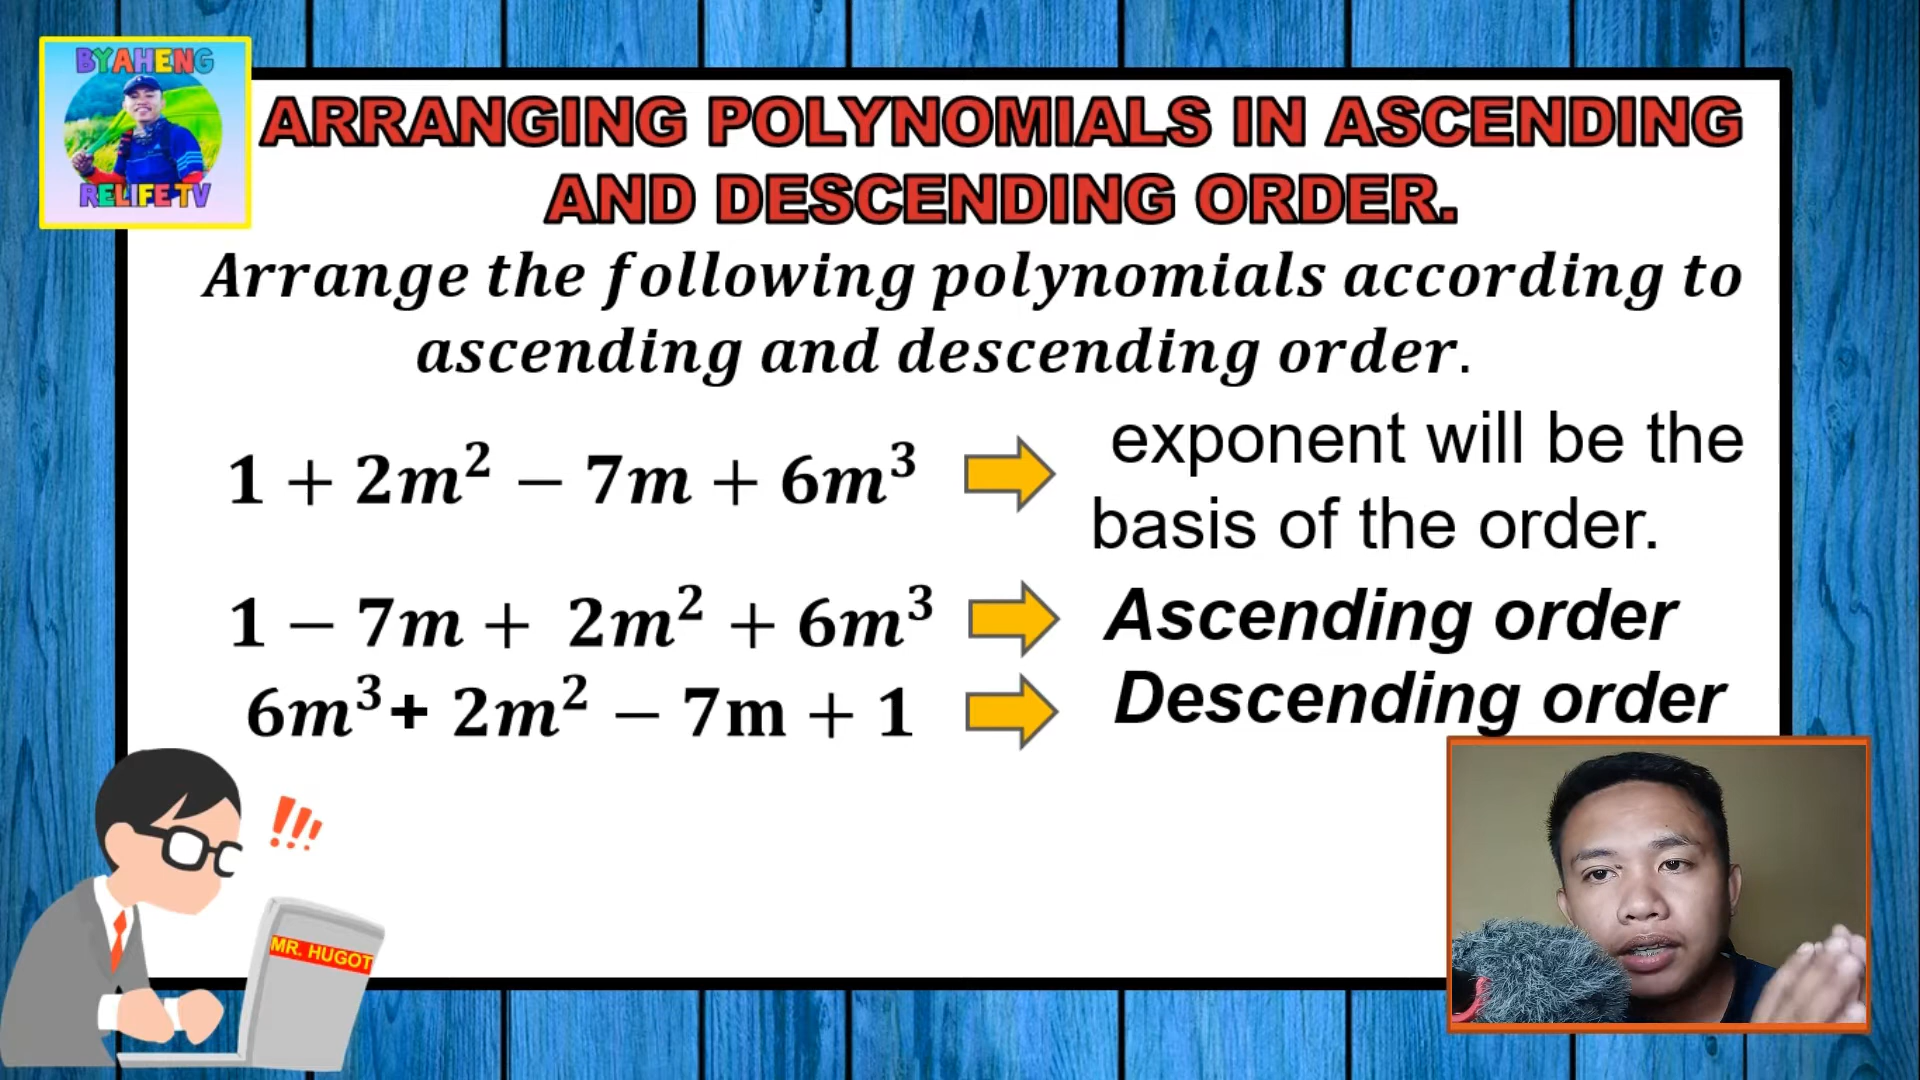 BYAHENG
RELIFE TV
ARRANGING POLYNOMIALS IN ASCENDING
AND DESCENDING ORDER.
Arrange the following polynomials according to
ascending and descending order.
1 + 2m² − 7m + 6m³
exponent will be the
basis of the order.
1 − 7m + 2m² + 6m³
Ascending order
6m³+ 2m² − 7m + 1
Descending order
MR. HUGOT
!!!